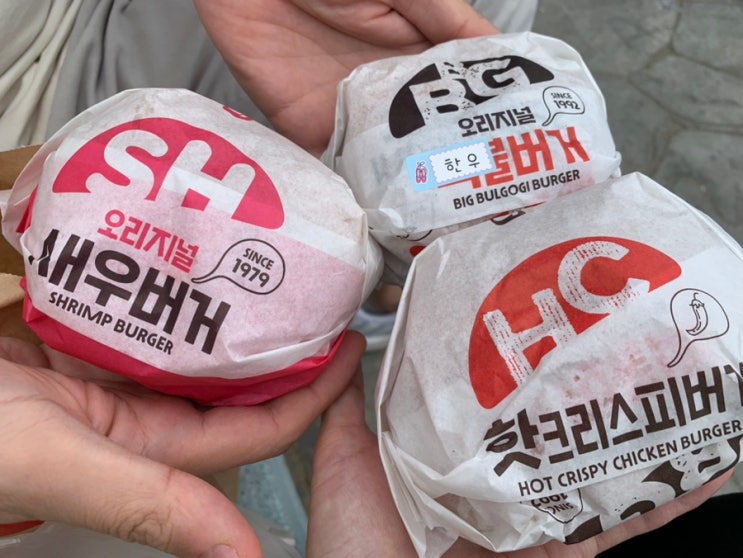 SH
오리지널
새우버거
SHRIMP BURGER
SINCE
1979
BG
오리지널
불버거
한우
BIG BULGOGI BURGER
SINCE
1992
HC
핫크리스피버거
HOT CRISPY CHICKEN BURGER
SINC